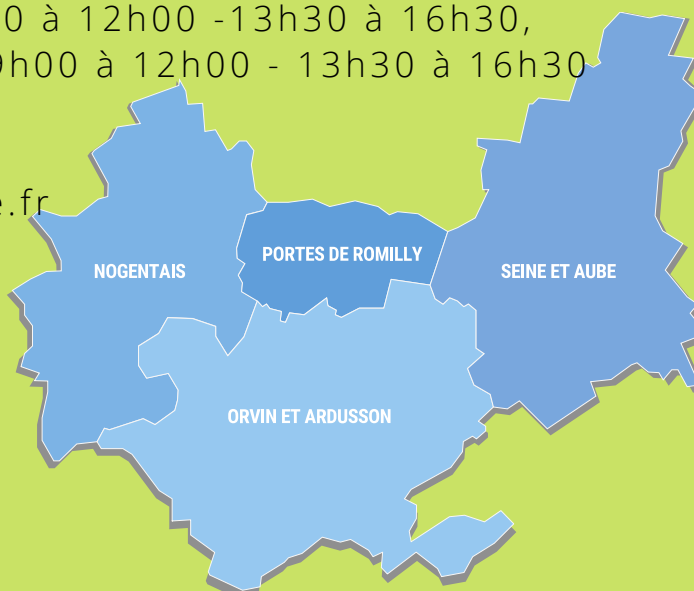 0 à 12h00 -13h30 à 16h30,
9h00 à 12h00 - 13h30 à 16h30
e.fr
PORTES DE ROMILLY
NOGENTAIS
SEINE ET AUBE
ORVIN ET ARDUSSON